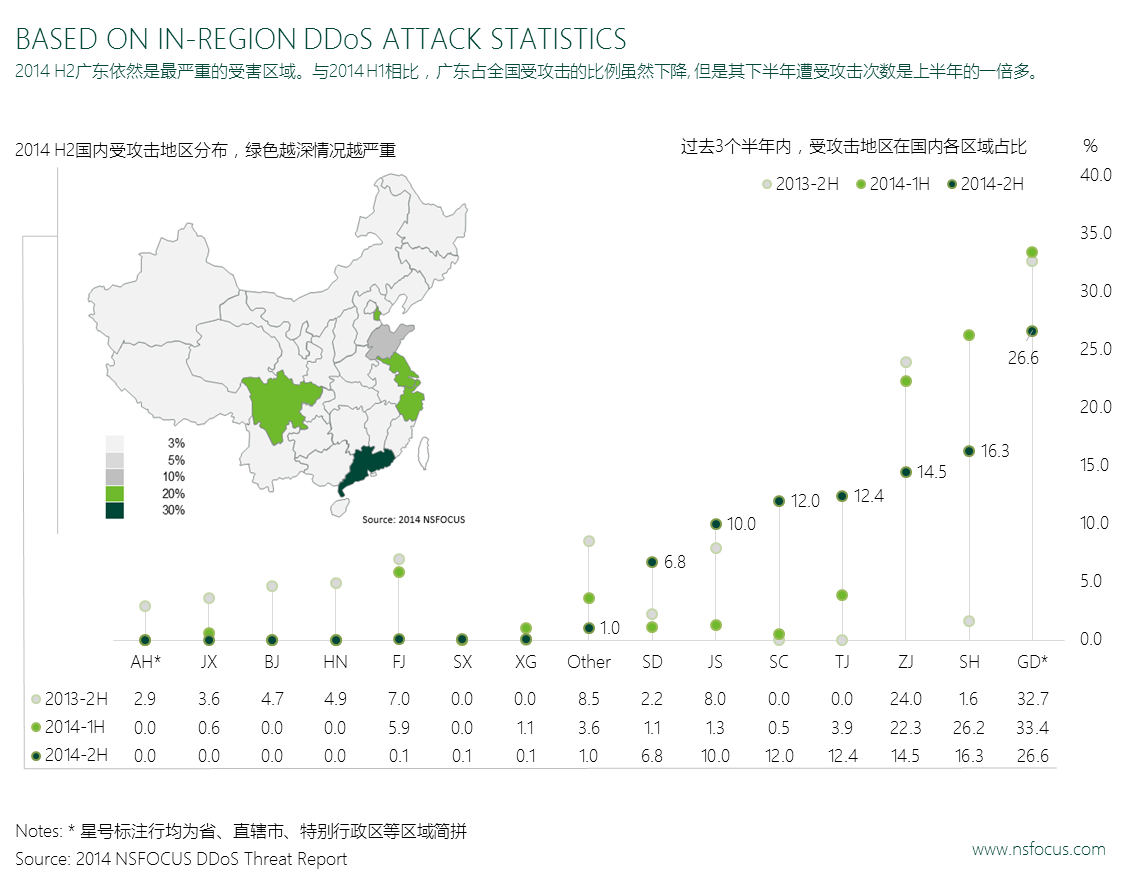 BASED ON IN-REGION DDoS ATTACK STATISTICS
2014 H2广东依然是最严重的受害区域。与2014 H1相比，广东占全国受攻击的比例虽然下降, 但是其下半年遭受攻击次数是上半年的一倍多。
2014 H2国内受攻击地区分布，绿色越深情况越严重
过去3个半年内，受攻击地区在国内各区域占比
%
2013-2H 2014-1H 2014-2H
40.0
35.0
30.0
25.0
20.0
15.0
10.0
5.0
0.0
3%
5%
10%
20%
30%
Source: 2014 NSFOCUS
1.0
6.8
10.0
12.0
12.4
14.5
16.3
26.6
AH* JX BJ HN FJ SX XG Other SD JS SC TJ ZJ SH GD*
2013-2H 2.9 3.6 4.7 4.9 7.0 0.0 0.0 8.5 2.2 8.0 0.0 0.0 24.0 1.6 32.7
2014-1H 0.0 0.6 0.0 0.0 5.9 0.0 1.1 3.6 1.1 1.3 0.5 3.9 22.3 26.2 33.4
2014-2H 0.0 0.0 0.0 0.0 0.1 0.1 0.1 1.0 6.8 10.0 12.0 12.4 14.5 16.3 26.6
Notes: * 星号标注行均为省、直辖市、特别行政区等区域简拼
Source: 2014 NSFOCUS DDoS Threat Report
www.nsfocus.com